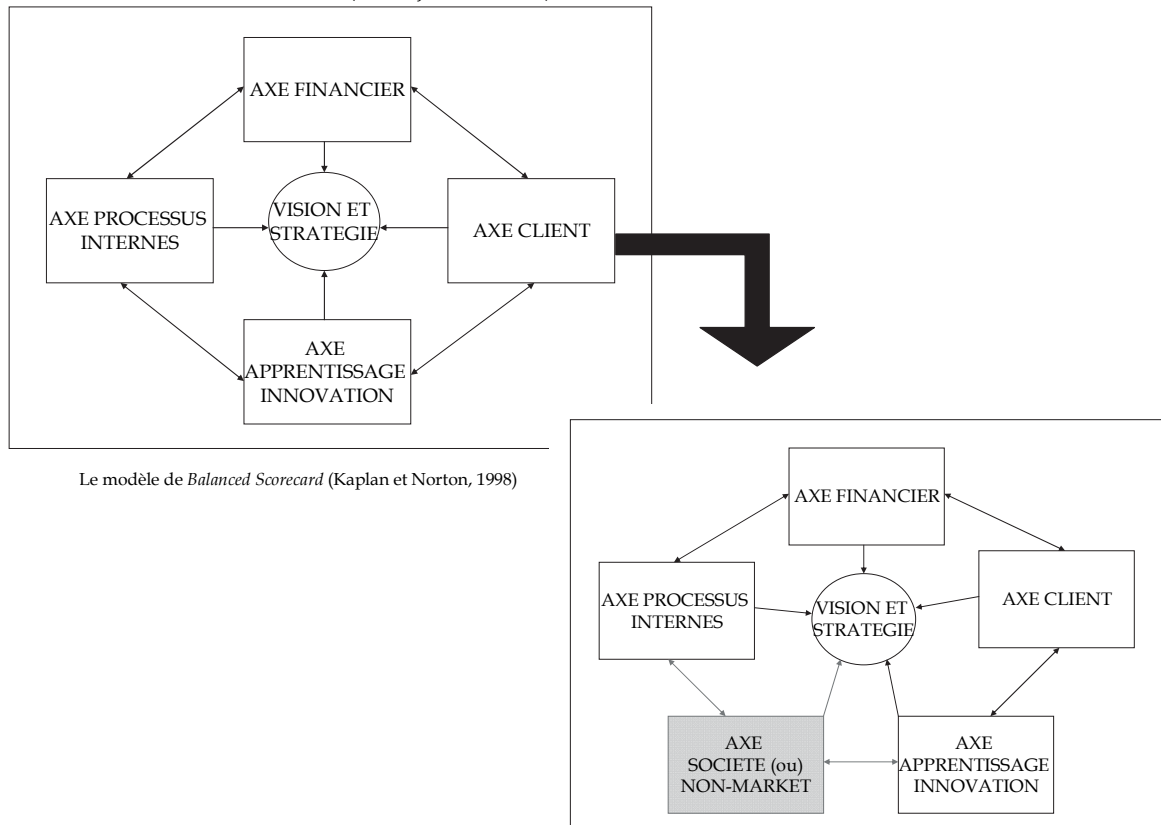 AXE FINANCIER
AXE PROCESSUS
INTERNES
VISION ET
STRATEGIE
AXE CLIENT
AXE
APPRENTISSAGE
INNOVATION
Le modèle de Balanced Scorecard (Kaplan et Norton, 1998)
AXE FINANCIER
AXE PROCESSUS
INTERNES
VISION ET
STRATEGIE
AXE CLIENT
AXE
SOCIETE (ou)
NON-MARKET
AXE
APPRENTISSAGE
INNOVATION